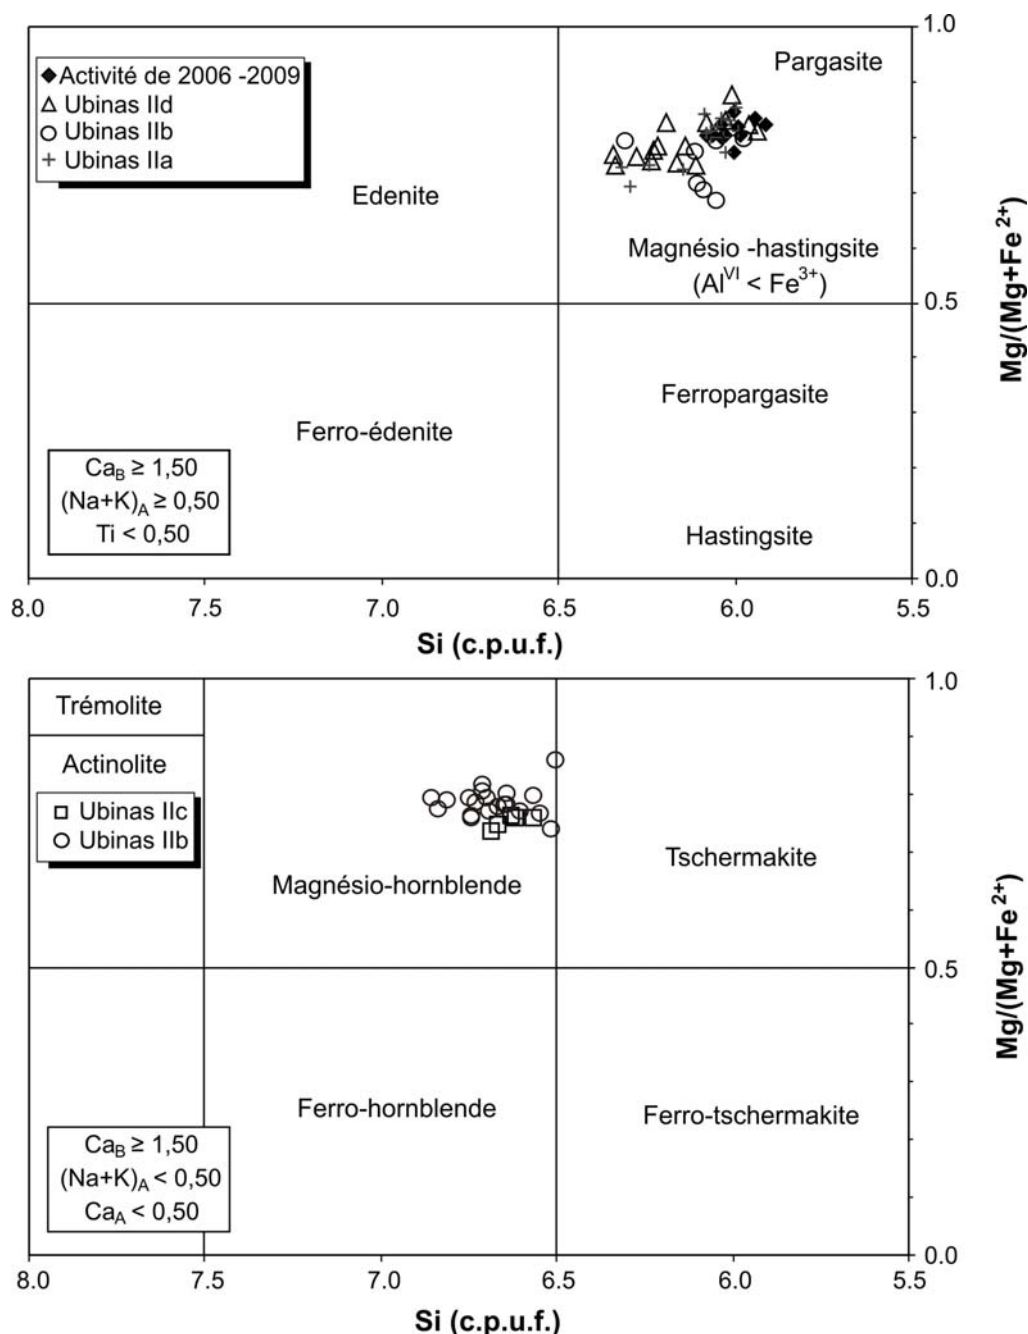 1.0
Pargasite
Activité de 2006 -2009
Ubinas IId
Ubinas IIb
Ubinas IIa
Edenite
Magnésio -hastingsite
(Al^VI < Fe^3+)
0.5
Mg/(Mg+Fe^2+)
Ferropargasite
Ferro-édenite
Ca_B ≥ 1,50
(Na+K)_A ≥ 0,50
Ti < 0,50
Hastingsite
0.0
8.0 7.5 7.0 6.5 6.0 5.5
Si (c.p.u.f.)
1.0
Trémolite
Actinolite
Ubinas IIc
Ubinas IIb
Magnésio-hornblende
Tschermakite
0.5
Mg/(Mg+Fe^2+)
Ferro-hornblende
Ferro-tschermakite
Ca_B ≥ 1,50
(Na+K)_A < 0,50
Ca_A < 0,50
0.0
8.0 7.5 7.0 6.5 6.0 5.5
Si (c.p.u.f.)